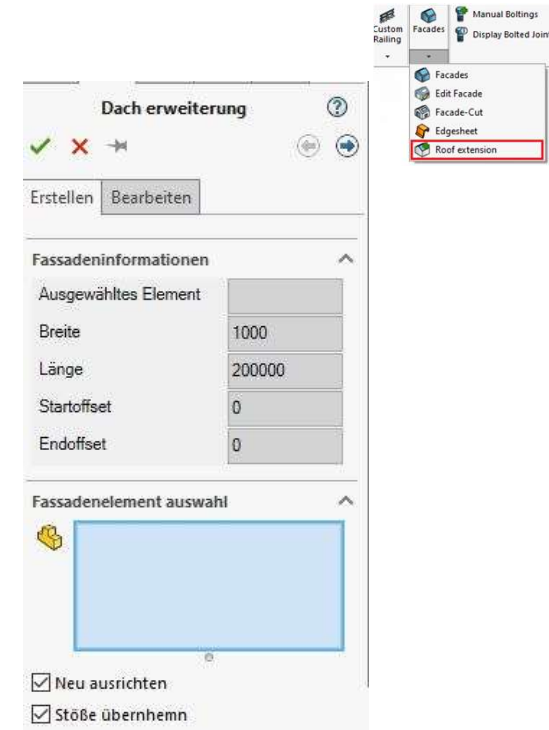 Custom
Railing
Facades
Manual Boltings
Display Bolted Join
Facades
Edit Facade
Facade-Cut
Edgesheet
Roof extension
Dach erweiterung
Erstellen
Bearbeiten
Fassadeninformationen
Ausgewähltes Element
Breite 1000
Länge 200000
Startoffset 0
Endoffset 0
Fassadenelement auswahl
Neu ausrichten
Stöße übernhemn